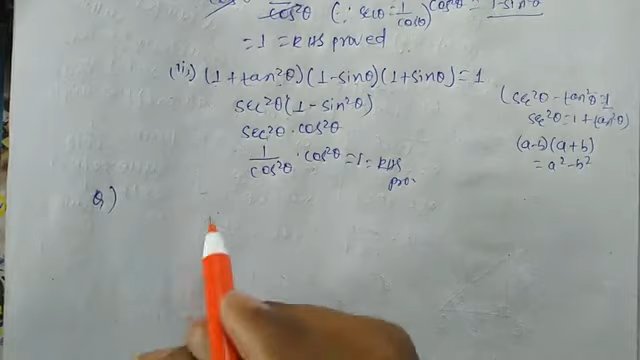 cos²θ (∵ secθ = 1/cosθ) cos²θ = 1-sin²θ
= 1 = RHS proved
(ii) (1+tan²θ)(1-sinθ)(1+sinθ) = 1
sec²θ(1-sin²θ)
sec²θ · cos²θ
1/cos²θ · cos²θ = 1 = RHS
pro.
(sec²θ - tan²θ = 1
sec²θ = 1 + tan²θ)
(a-b)(a+b)
= a²-b²
Q)